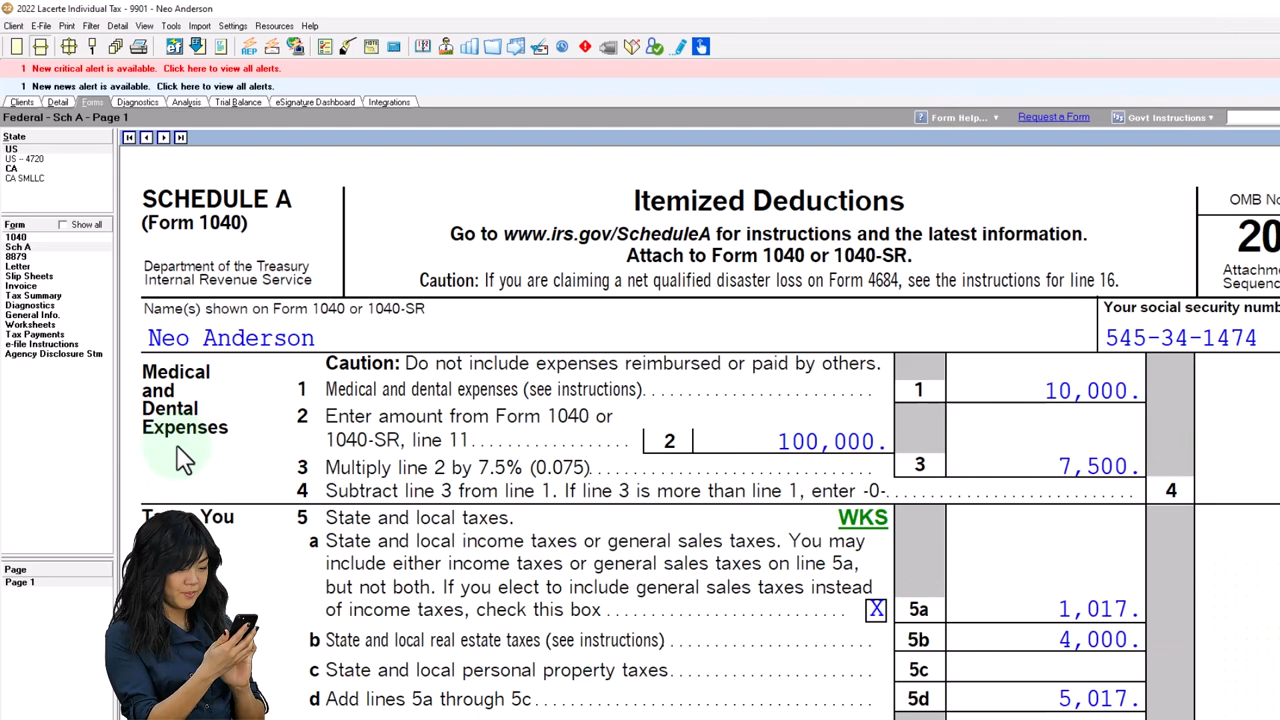 2022 Lacerte Individual Tax - 9901 - Neo Anderson
Client E-File Print Filter Detail View Tools Import Settings Resources Help
1 New critical alert is available. Click here to view all alerts.
1 New news alert is available. Click here to view all alerts.
Clients Detail Forms Diagnostics Analysis Trial Balance eSignature Dashboard Integrations
Federal - Sch A - Page 1
Form Help... Request a Form Govt Instructions
State
US
US -- 4720
CA
CA SMLLC
Form Show all
1040
Sch A
8879
Letter
Slip Sheets
Invoice
Tax Summary
Diagnostics
General Info.
Worksheets
Tax Payments
e-file Instructions
Agency Disclosure Stm
Page
Page 1
SCHEDULE A
(Form 1040)
Department of the Treasury
Internal Revenue Service
Itemized Deductions
Go to www.irs.gov/ScheduleA for instructions and the latest information.
Attach to Form 1040 or 1040-SR.
Caution: If you are claiming a net qualified disaster loss on Form 4684, see the instructions for line 16.
OMB No
20
Attachme
Sequenc
Name(s) shown on Form 1040 or 1040-SR
Your social security numb
Neo Anderson
545-34-1474
Medical
and
Dental
Expenses
Caution: Do not include expenses reimbursed or paid by others.
1 Medical and dental expenses (see instructions) 1 10,000.
2 Enter amount from Form 1040 or
1040-SR, line 11 2 100,000.
3 Multiply line 2 by 7.5% (0.075) 3 7,500.
4 Subtract line 3 from line 1. If line 3 is more than line 1, enter -0- 4
You
5 State and local taxes. WKS
a State and local income taxes or general sales taxes. You may
include either income taxes or general sales taxes on line 5a,
but not both. If you elect to include general sales taxes instead
of income taxes, check this box X 5a 1,017.
b State and local real estate taxes (see instructions) 5b 4,000.
c State and local personal property taxes 5c
d Add lines 5a through 5c 5d 5,017.